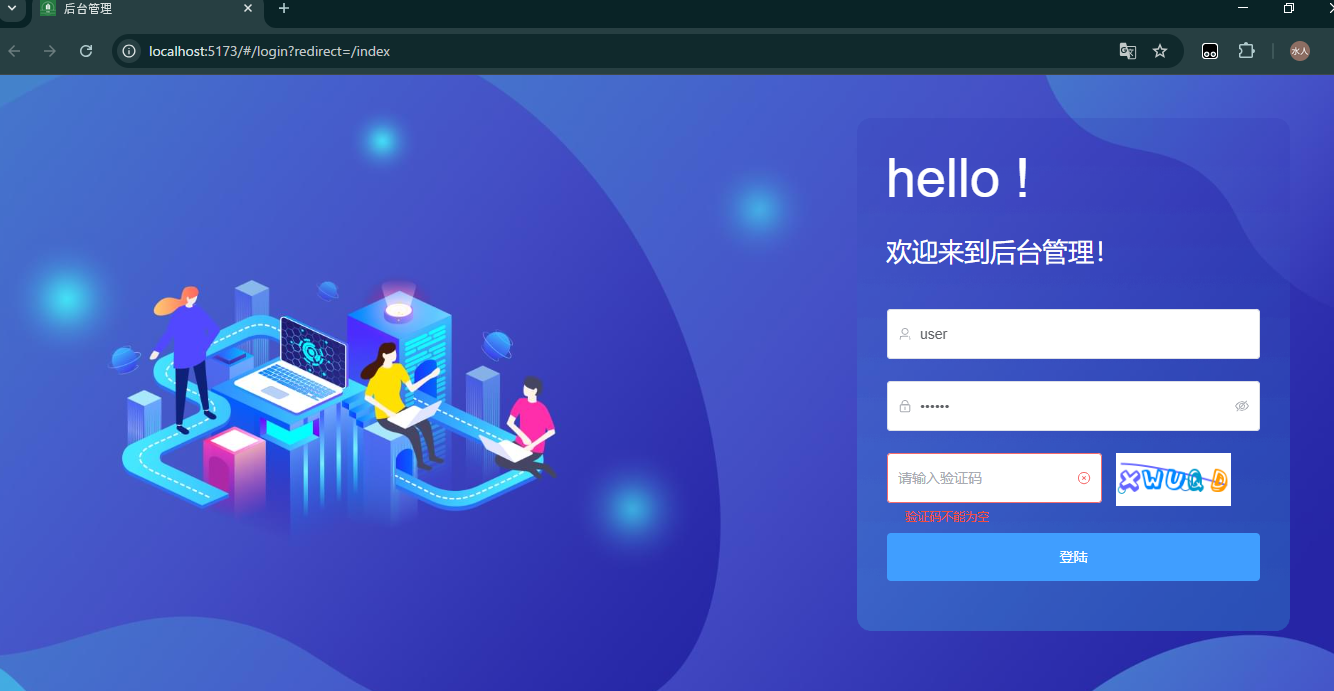 后台管理
localhost:5173/#/login?redirect=/index
水人
hello！
欢迎来到后台管理！
user
••••••
请输入验证码
XWUQD
验证码不能为空
登陆